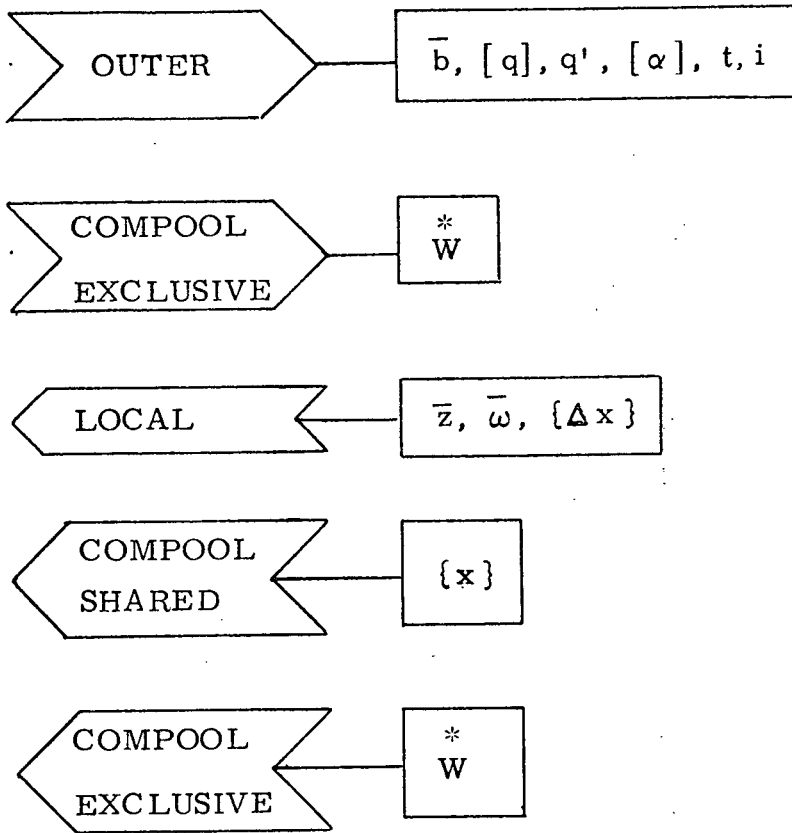 OUTER
b̅, [q], q', [α], t, i
COMPOOL
EXCLUSIVE
*
W
LOCAL
z̅, ω̅, {Δx}
COMPOOL
SHARED
{x}
COMPOOL
EXCLUSIVE
*
W